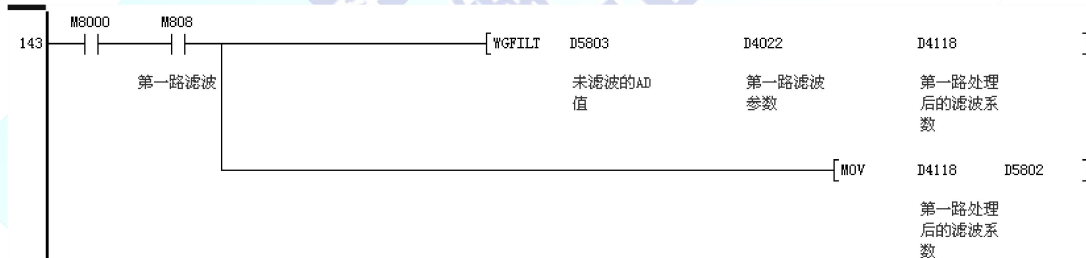 M8000 M808
143 [WGFILT D5803 D4022 D4118 ]
第一路滤波 未滤波的AD 第一路滤波 第一路处理
值 参数 后的滤波系
数
[MOV D4118 D5802 ]
第一路处理
后的滤波系
数